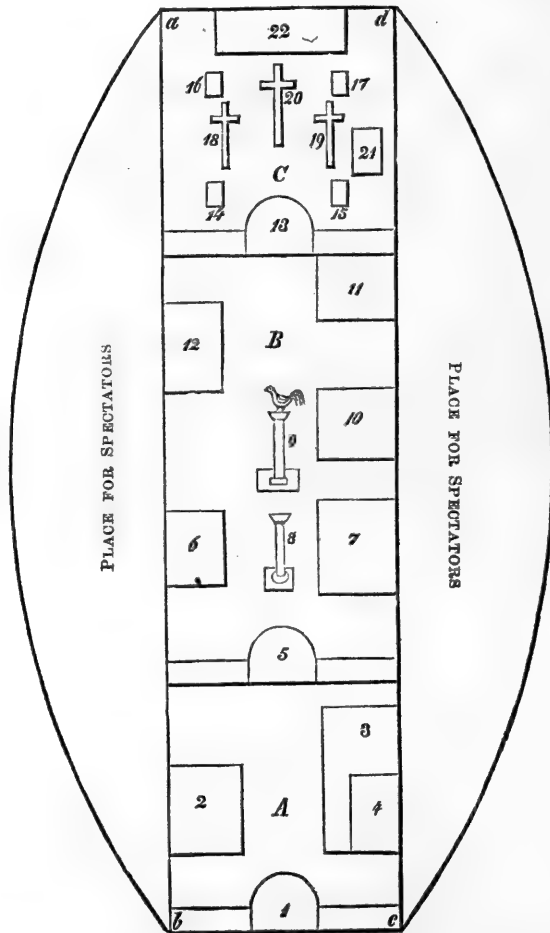 a d
22
16 20 17
18 19
21
C
14 15
13
11
12 B
10
9
PLACE FOR SPECTATORS
PLACE FOR SPECTATORS
6 8 7
5
3
2 A 4
1
b c